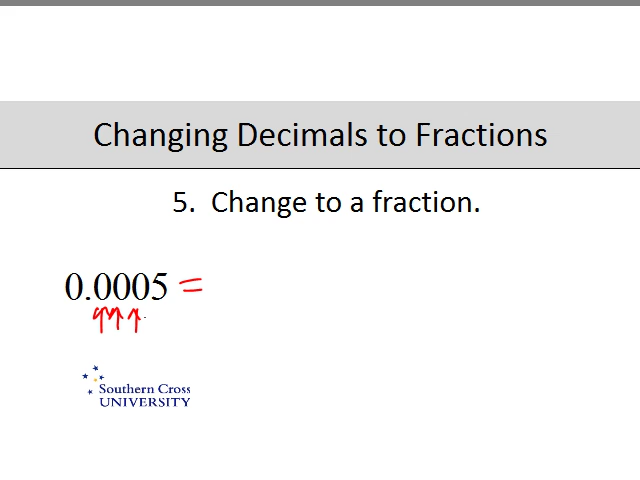 Changing Decimals to Fractions
5. Change to a fraction.
0.0005 =
Southern Cross
UNIVERSITY